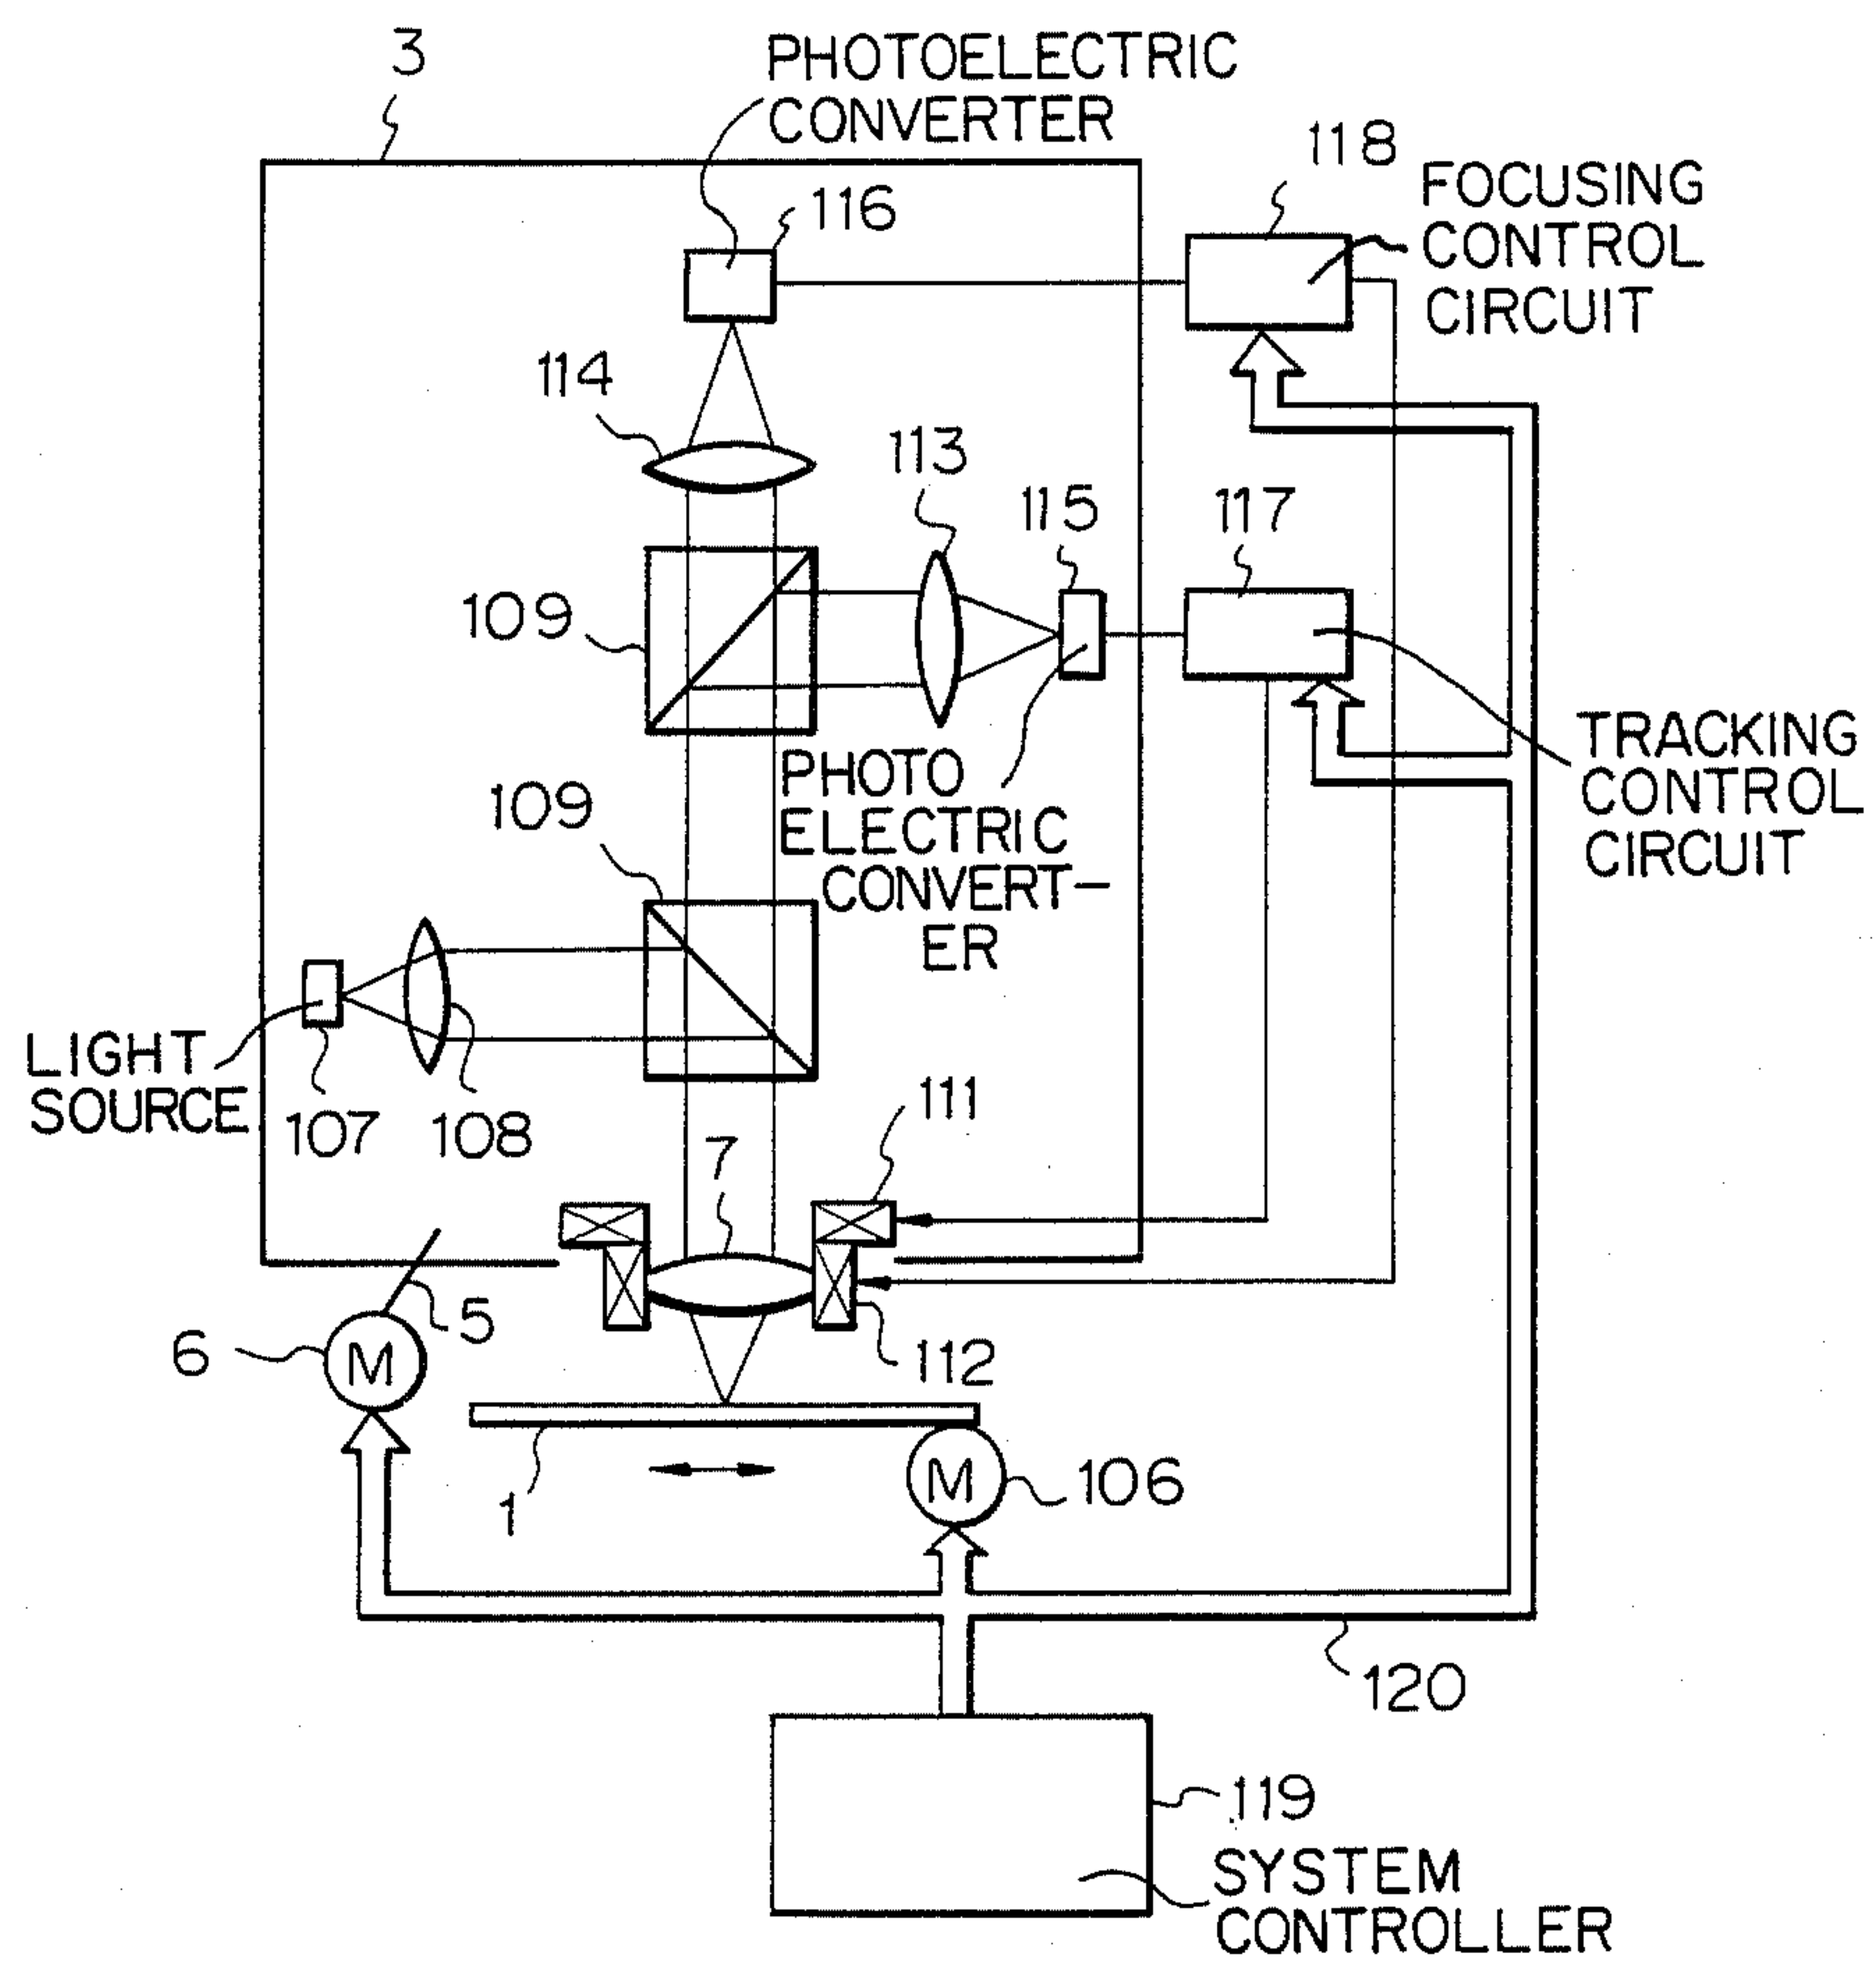 3
PHOTOELECTRIC
CONVERTER
116
118
FOCUSING
CONTROL
CIRCUIT
114
113
115
117
109
TRACKING
CONTROL
CIRCUIT
PHOTO
ELECTRIC
CONVERT-
ER
109
LIGHT
SOURCE
107
108
111
7
5
6
M
112
1
M
106
120
119
SYSTEM
CONTROLLER